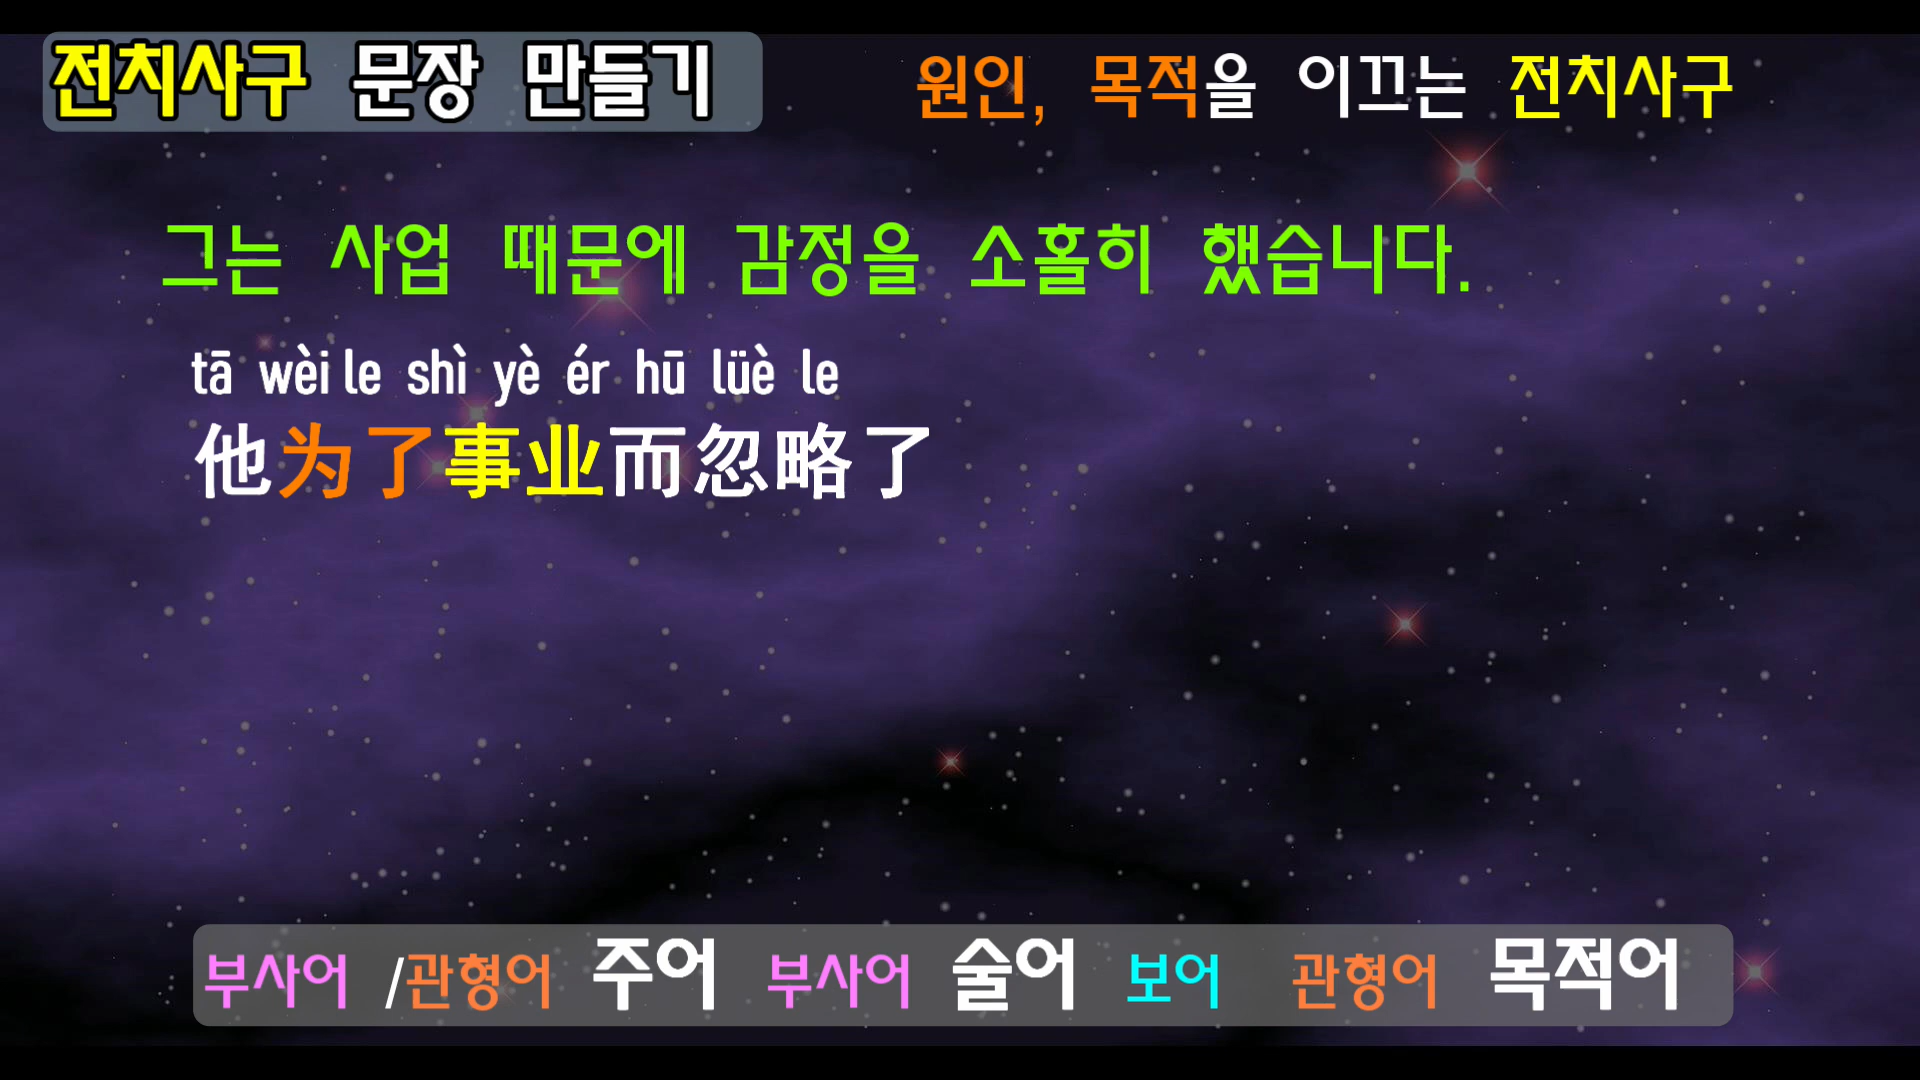 전치사구 문장 만들기
원인, 목적을 이끄는 전치사구
그는 사업 때문에 감정을 소홀히 했습니다.
tā wèi le shì yè ér hū lüè le
他为了事业而忽略了
부사어 /관형어 주어 부사어 술어 보어 관형어 목적어